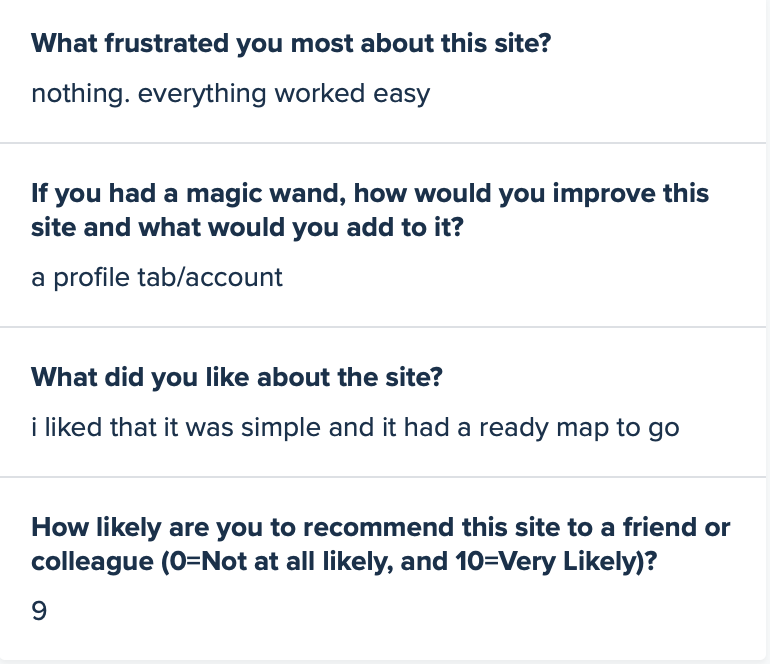 What frustrated you most about this site?
nothing. everything worked easy
If you had a magic wand, how would you improve this
site and what would you add to it?
a profile tab/account
What did you like about the site?
i liked that it was simple and it had a ready map to go
How likely are you to recommend this site to a friend or
colleague (0=Not at all likely, and 10=Very Likely)?
9